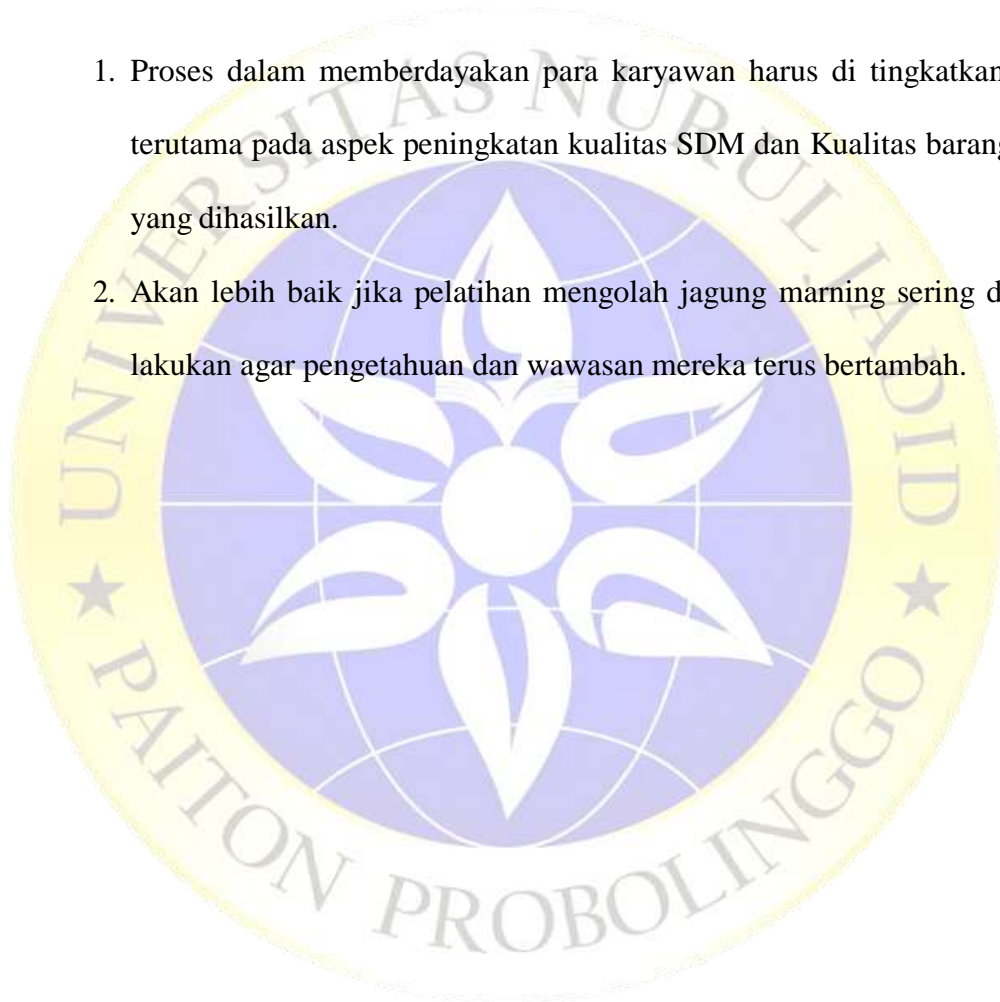 1. Proses dalam memberdayakan para karyawan harus di tingkatkan
terutama pada aspek peningkatan kualitas SDM dan Kualitas barang
yang dihasilkan.
2. Akan lebih baik jika pelatihan mengolah jagung marning sering d
lakukan agar pengetahuan dan wawasan mereka terus bertambah.
UNIVERSITAS NURUL JADID
PAITON PROBOLINGGO